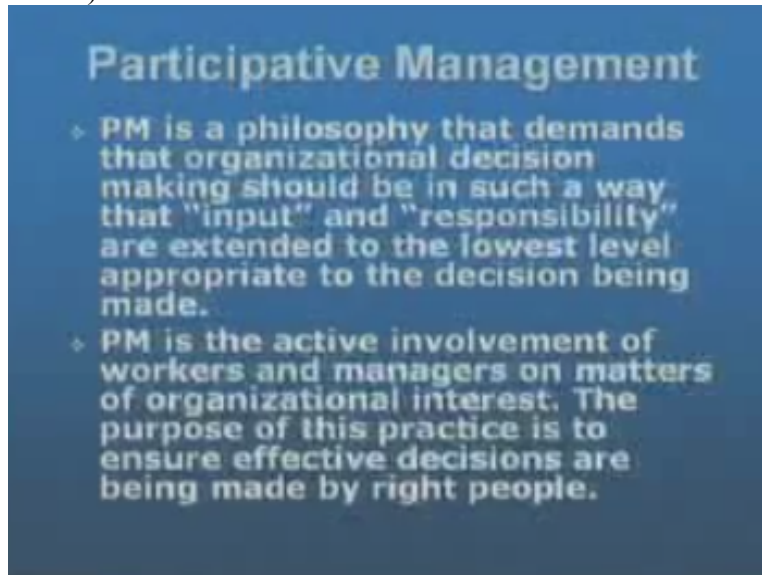 Participative Management
PM is a philosophy that demands
that organizational decision
making should be in such a way
that “input” and “responsibility”
are extended to the lowest level
appropriate to the decision being
made.
PM is the active involvement of
workers and managers on matters
of organizational interest. The
purpose of this practice is to
ensure effective decisions are
being made by right people.